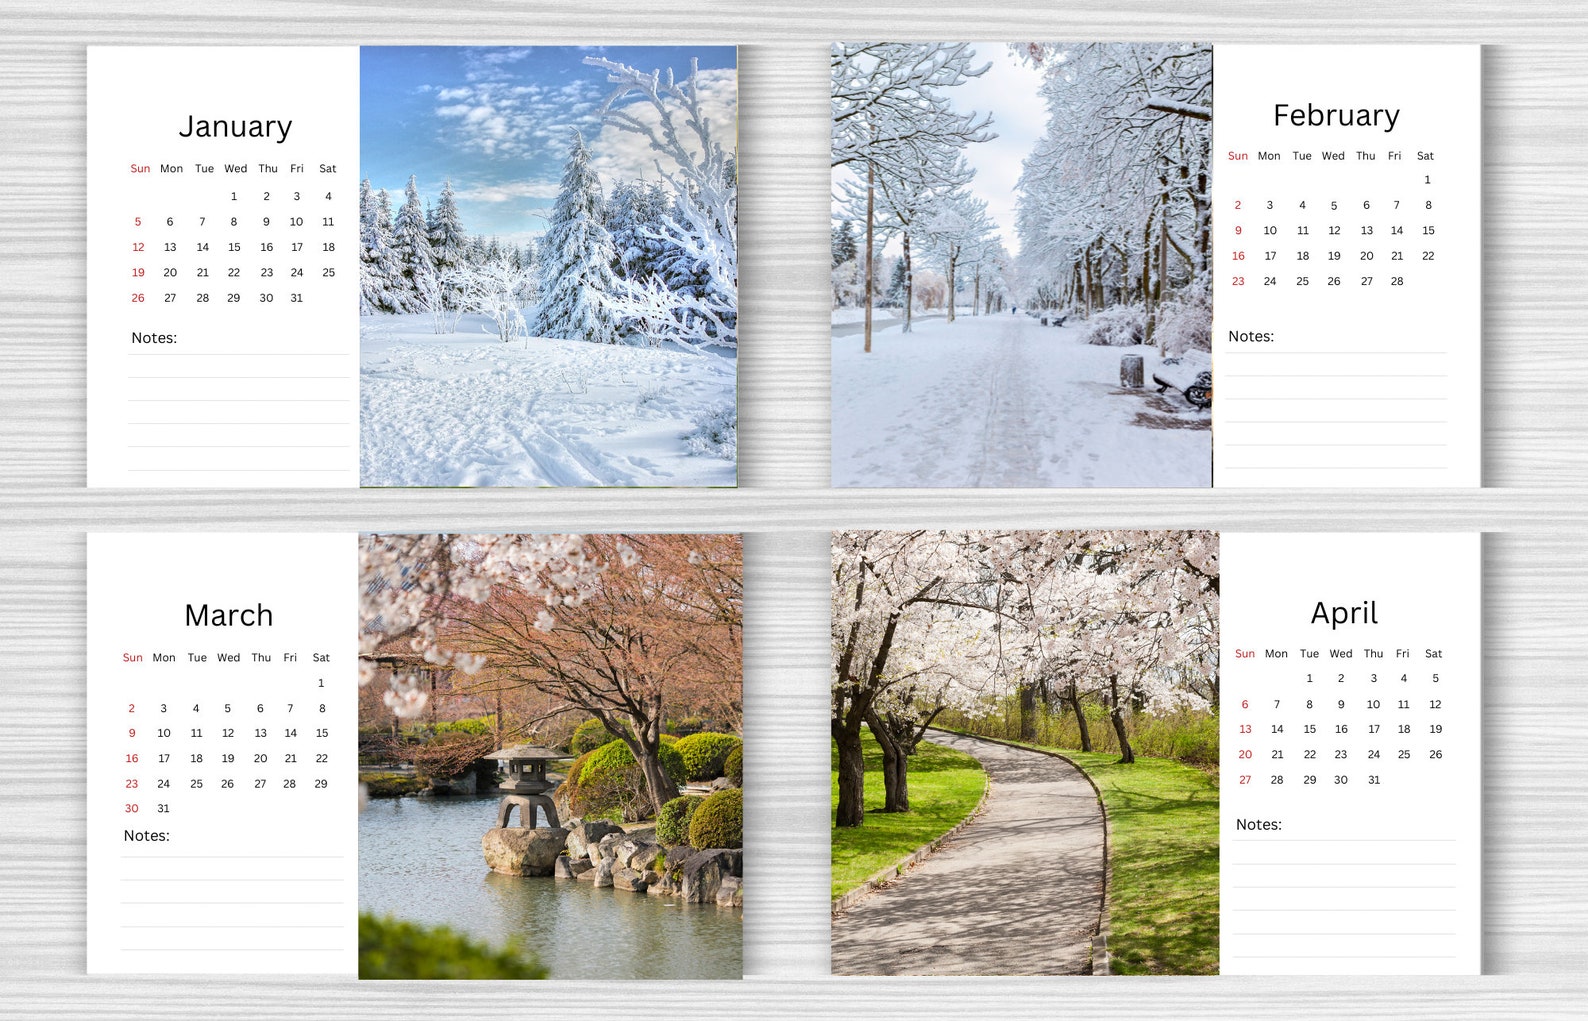 January
Sun Mon Tue Wed Thu Fri Sat
1 2 3 4
5 6 7 8 9 10 11
12 13 14 15 16 17 18
19 20 21 22 23 24 25
26 27 28 29 30 31
Notes:
February
Sun Mon Tue Wed Thu Fri Sat
1
2 3 4 5 6 7 8
9 10 11 12 13 14 15
16 17 18 19 20 21 22
23 24 25 26 27 28
Notes:
March
Sun Mon Tue Wed Thu Fri Sat
1
2 3 4 5 6 7 8
9 10 11 12 13 14 15
16 17 18 19 20 21 22
23 24 25 26 27 28 29
30 31
Notes:
April
Sun Mon Tue Wed Thu Fri Sat
1 2 3 4 5
6 7 8 9 10 11 12
13 14 15 16 17 18 19
20 21 22 23 24 25 26
27 28 29 30 31
Notes: